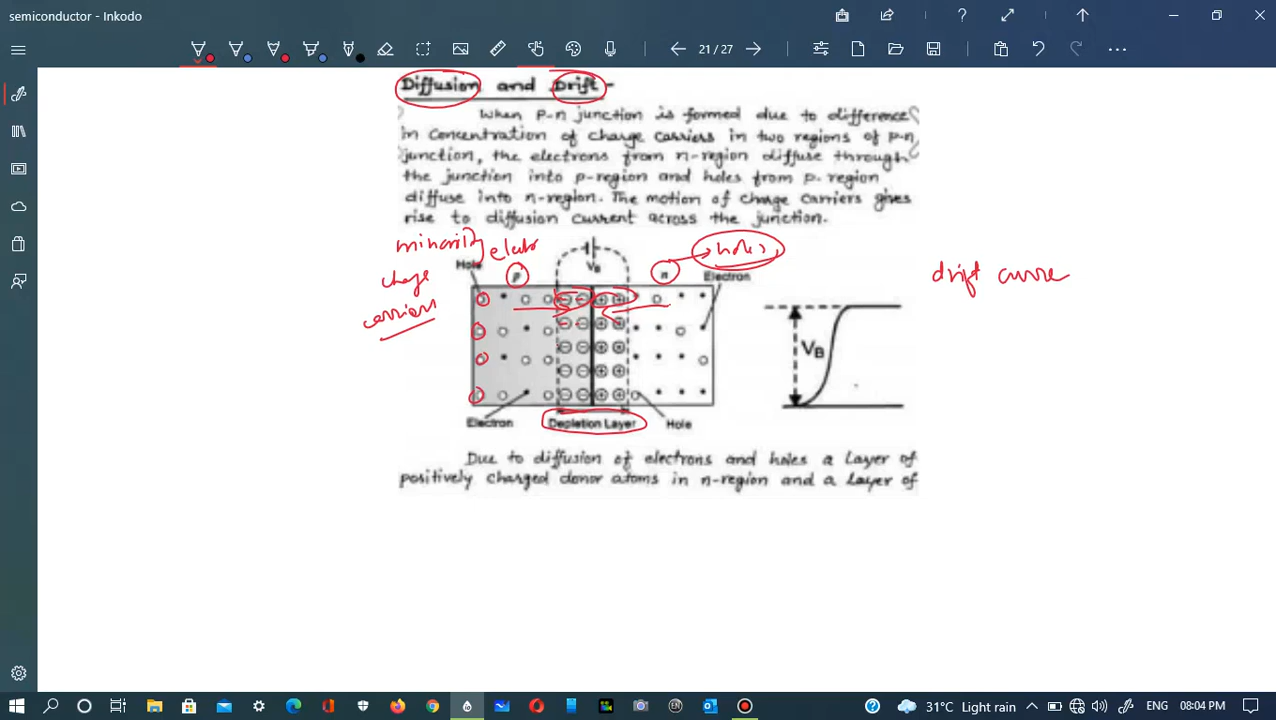 semiconductor - Inkodo
21 / 27
Diffusion and Drift -
When P-n junction is formed due to difference
in concentration of charge carriers in two regions of p-n
junction, the electrons from n-region diffuse through
the junction into p-region and holes from p-region
diffuse into n-region. The motion of charge carriers gives
rise to diffusion current across the junction.
minority
holes
Hole
VB
p
n
Electron
charge
carriers
drift curre
VB
Electron
Depletion Layer
Hole
Due to diffusion of electrons and holes a layer of
positively charged donor atoms in n-region and a layer of
31°C Light rain
ENG
08:04 PM